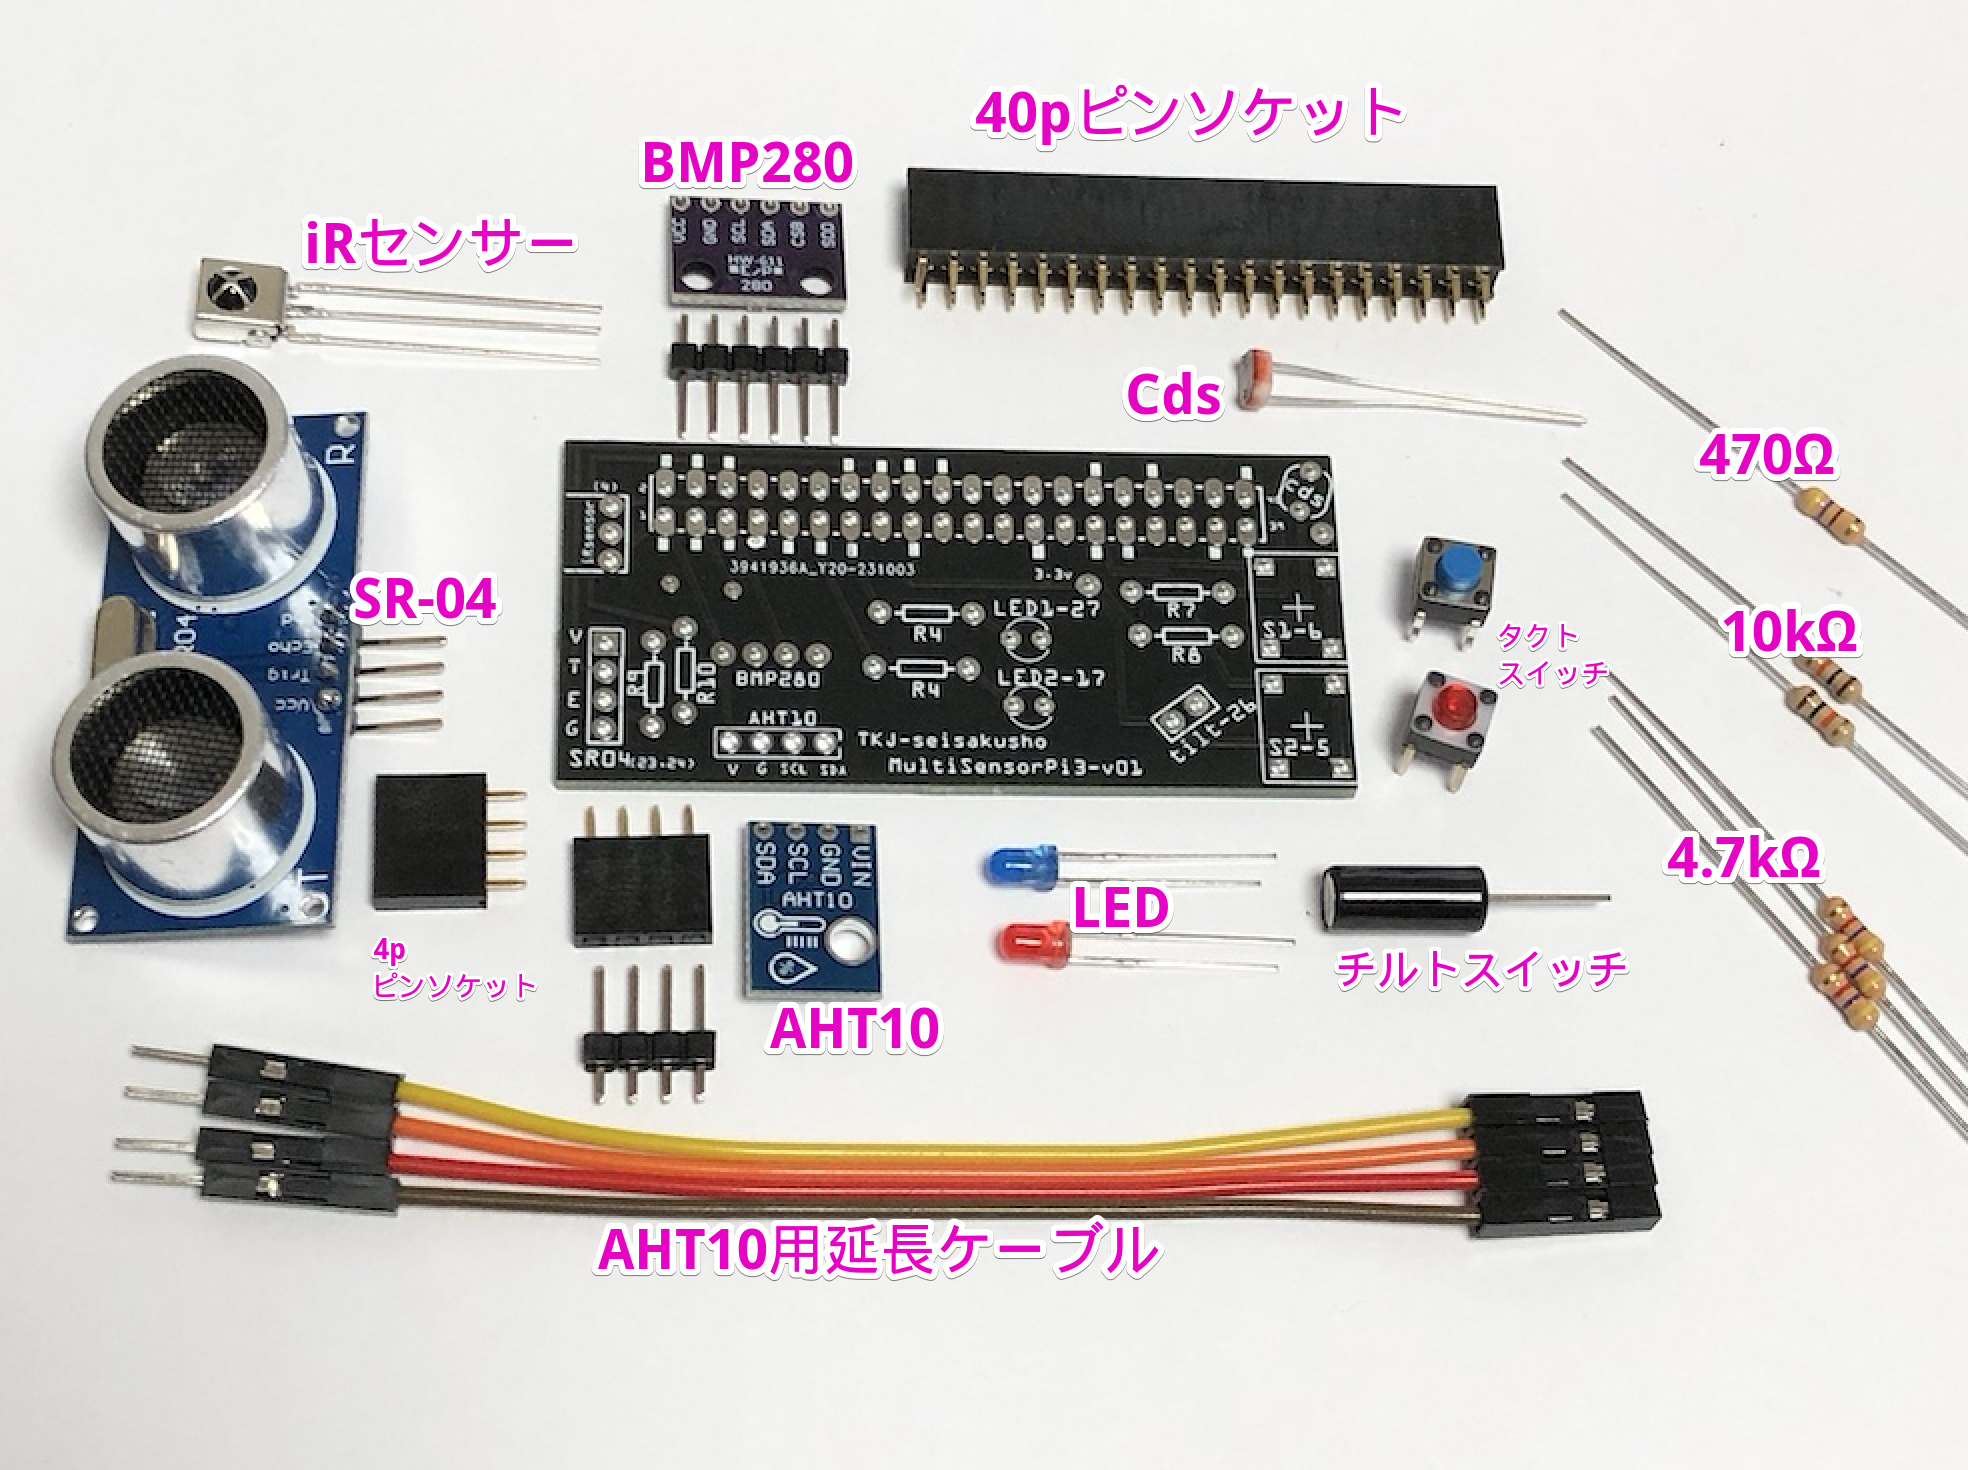 40pピンソケット
BMP280
iRセンサー
VCC
GND
SCL
SDA
CSB
SDO
HW-611
E/P
280
Cds
470Ω
R
SR-04
Echo
Trig
Vcc
T
(4)
iRsensor
2
1
39
Cds
3941936A_Y20-231003
3.3v
LED1-27
R4
R7
R8
S1-6
V
T
E
G
R9
R10
BMP280
R4
LED2-17
AHT10
tilt-26
S2-5
SR04(23.24)
V G SCL SDA
TKJ-seisakusho
MultiSensorPi3-v01
タクト
スイッチ
10kΩ
4.7kΩ
SDA
SCL
GND
VIN
AHT10
%
LED
チルトスイッチ
4p
ピンソケット
AHT10
AHT10用延長ケーブル